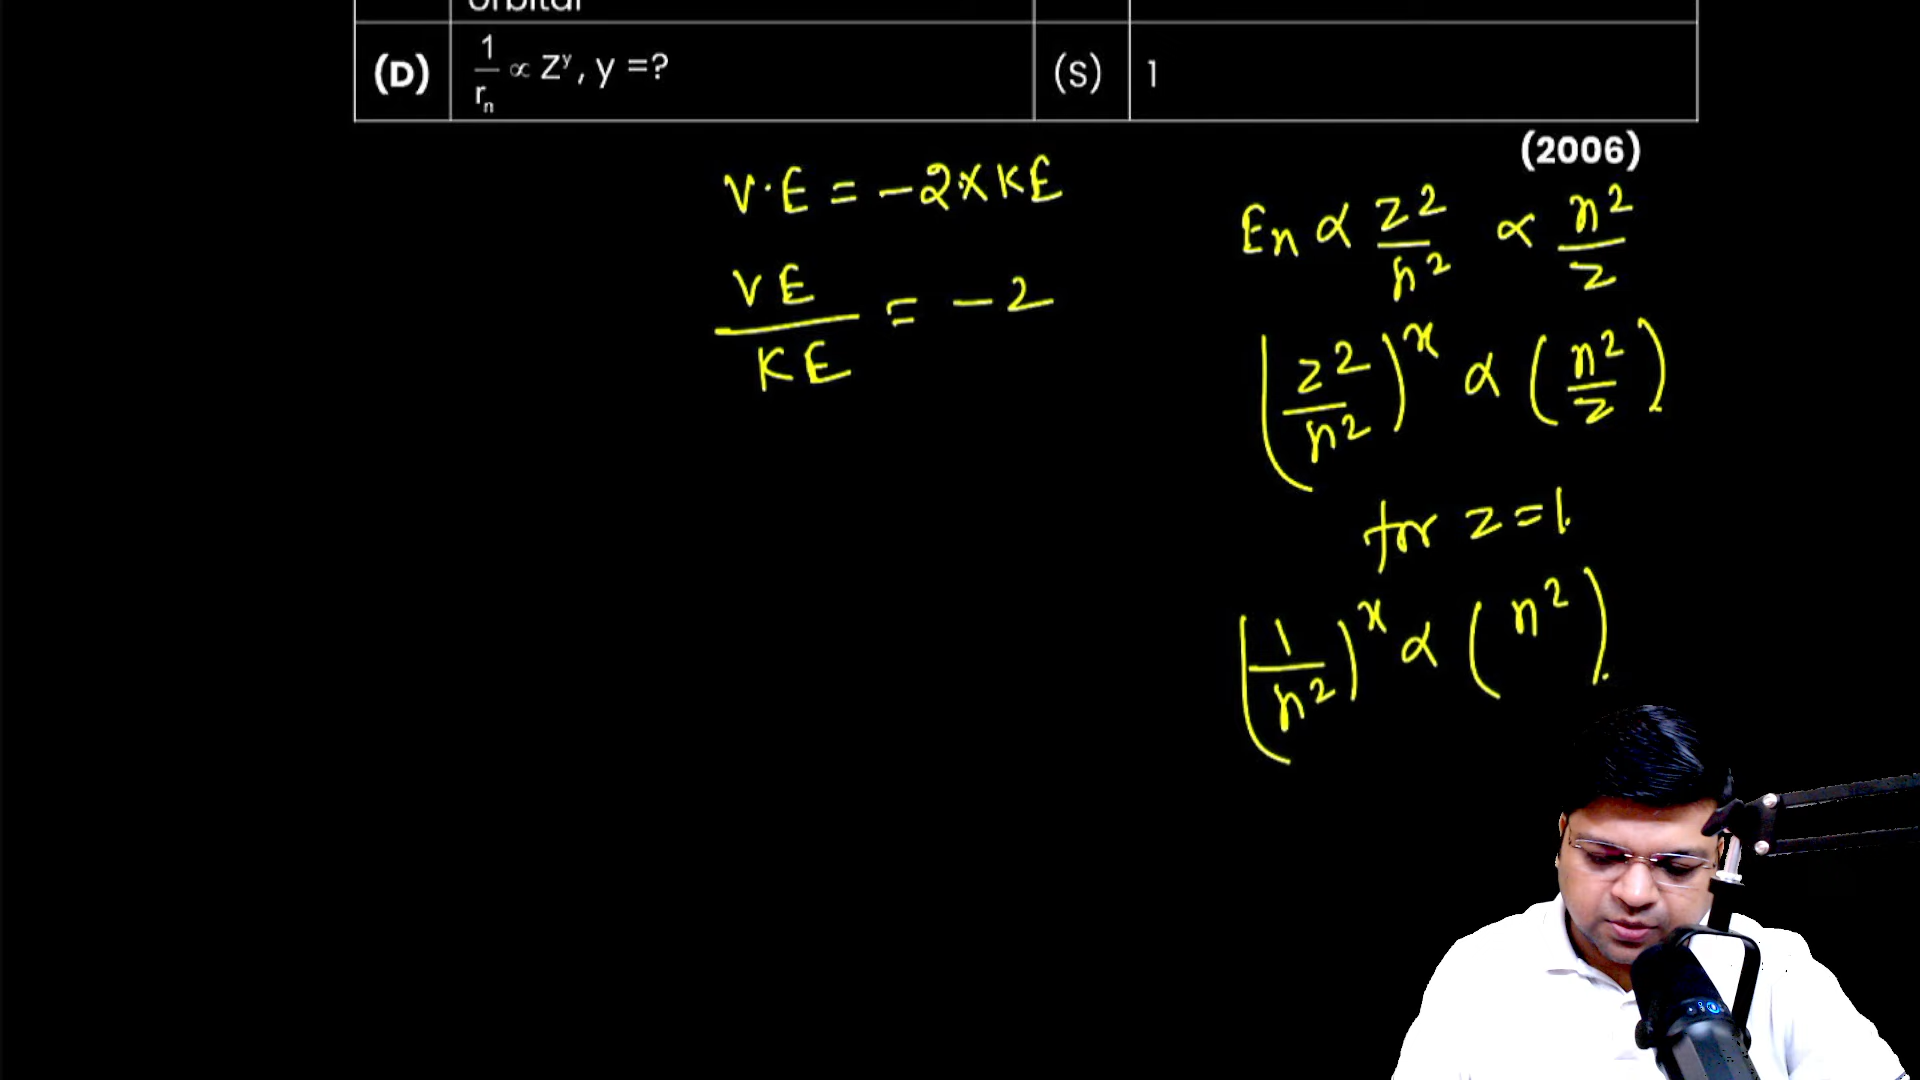 orbital
(D) 1/rₙ ∝ Zʸ, y =? (S) 1
(2006)
V.E = -2×KE
VE/KE = -2
En ∝ z²/n² ∝ n²/z
(z²/n²)ˣ ∝ (n²/z)
for z=1.
(1/n²)ˣ ∝ (n²).